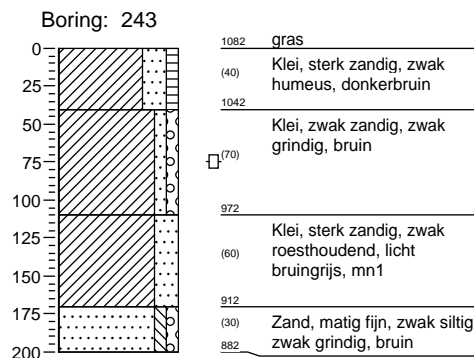 Boring: 243
0
25
50
75
100
125
150
175
200
1082 gras
(40) Klei, sterk zandig, zwak
humeus, donkerbruin
1042
Klei, zwak zandig, zwak
grindig, bruin
(70)
972
Klei, sterk zandig, zwak
(60) roesthoudend, licht
bruingrijs, mn1
912
(30) Zand, matig fijn, zwak siltig
zwak grindig, bruin
882